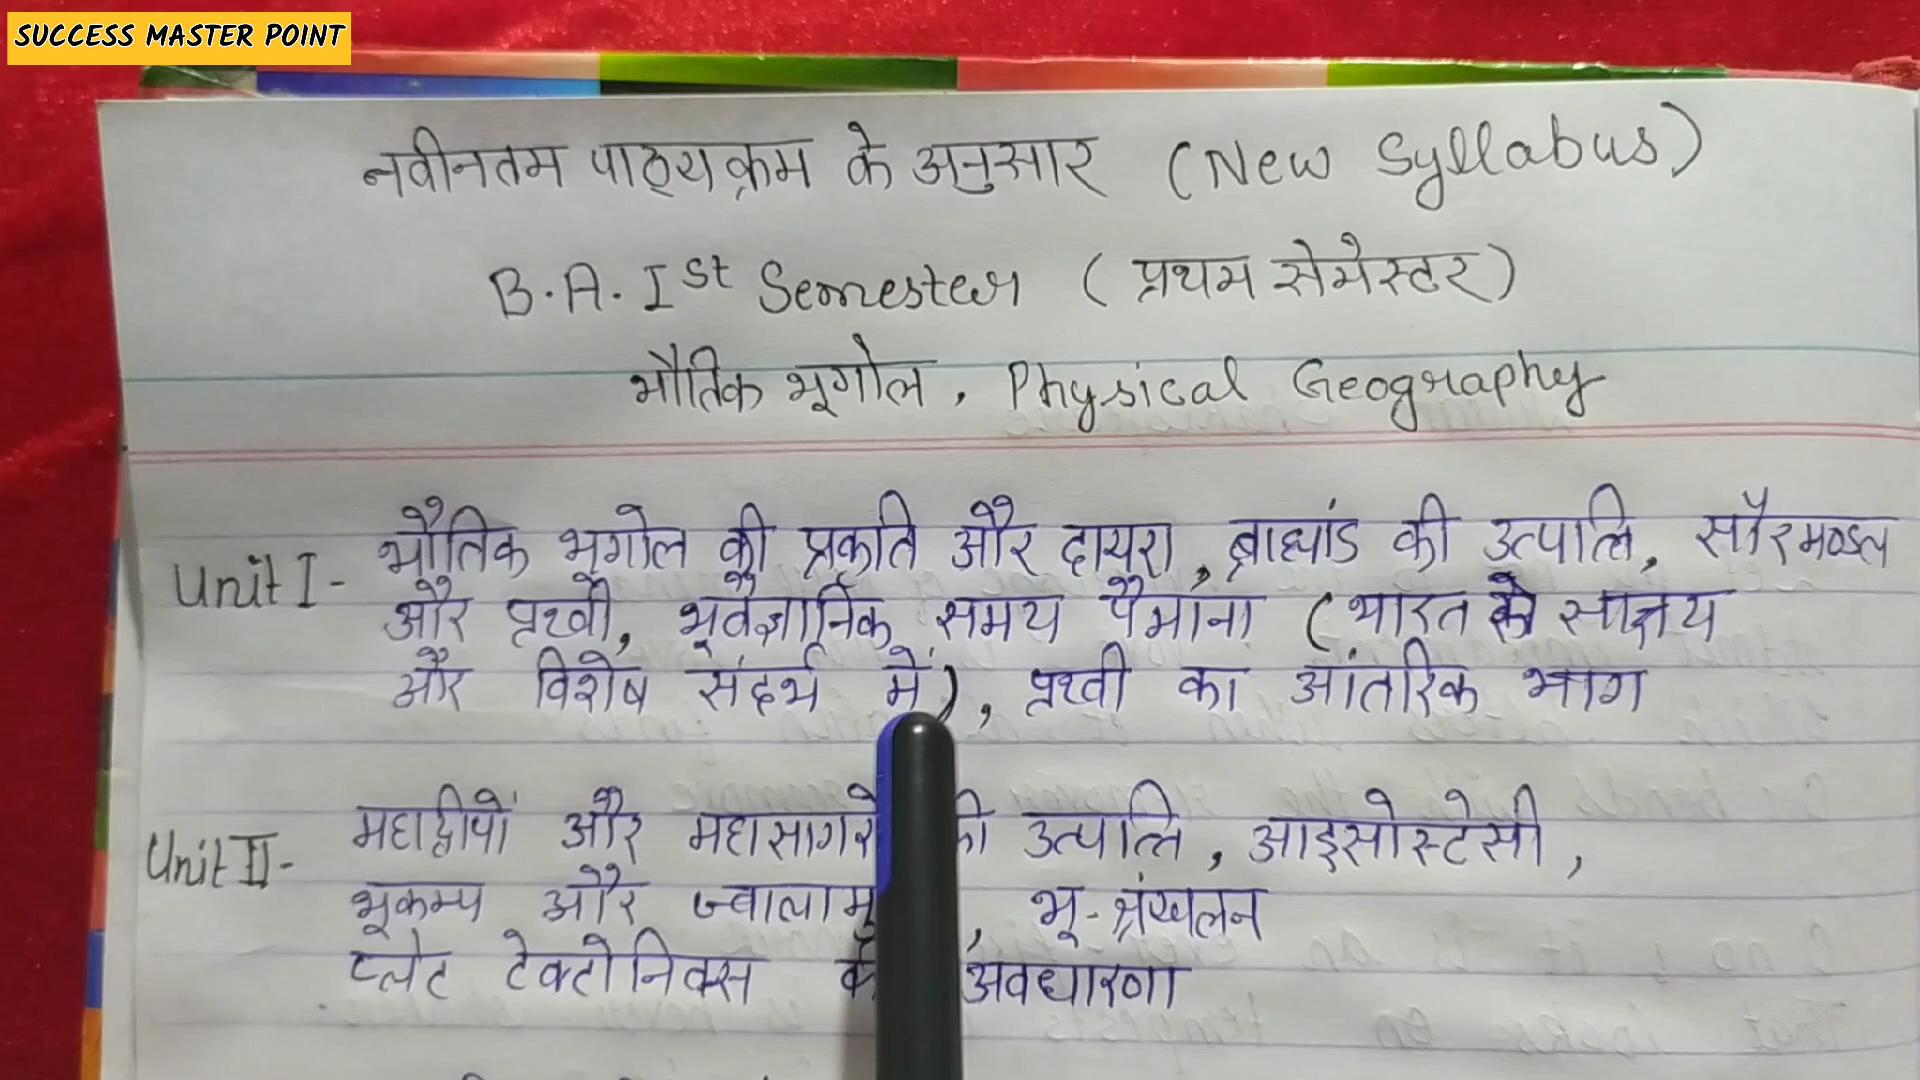 SUCCESS MASTER POINT
नवीनतम पाठ्यक्रम के अनुसार (New Syllabus)
B.A. Ist Semester (प्रथम सेमेस्टर)
भौतिक भूगोल, Physical Geography
Unit I- भौतिक भूगोल की प्रकृति और दायरा, ब्राह्मांड की उत्पत्ति, सौरमण्डल
और पृथ्वी, भूवैज्ञानिक समय पैमाना (भारत के
और विशेष संदर्भ में), पृथ्वी का आंतरिक भाग
Unit II- महाद्वीपों और महासागरो की उत्पत्ति, आइसोस्टेसी,
भूकम्प और ज्वालामु , भू-
प्लेट टेक्टोनिक्स अवधारणा